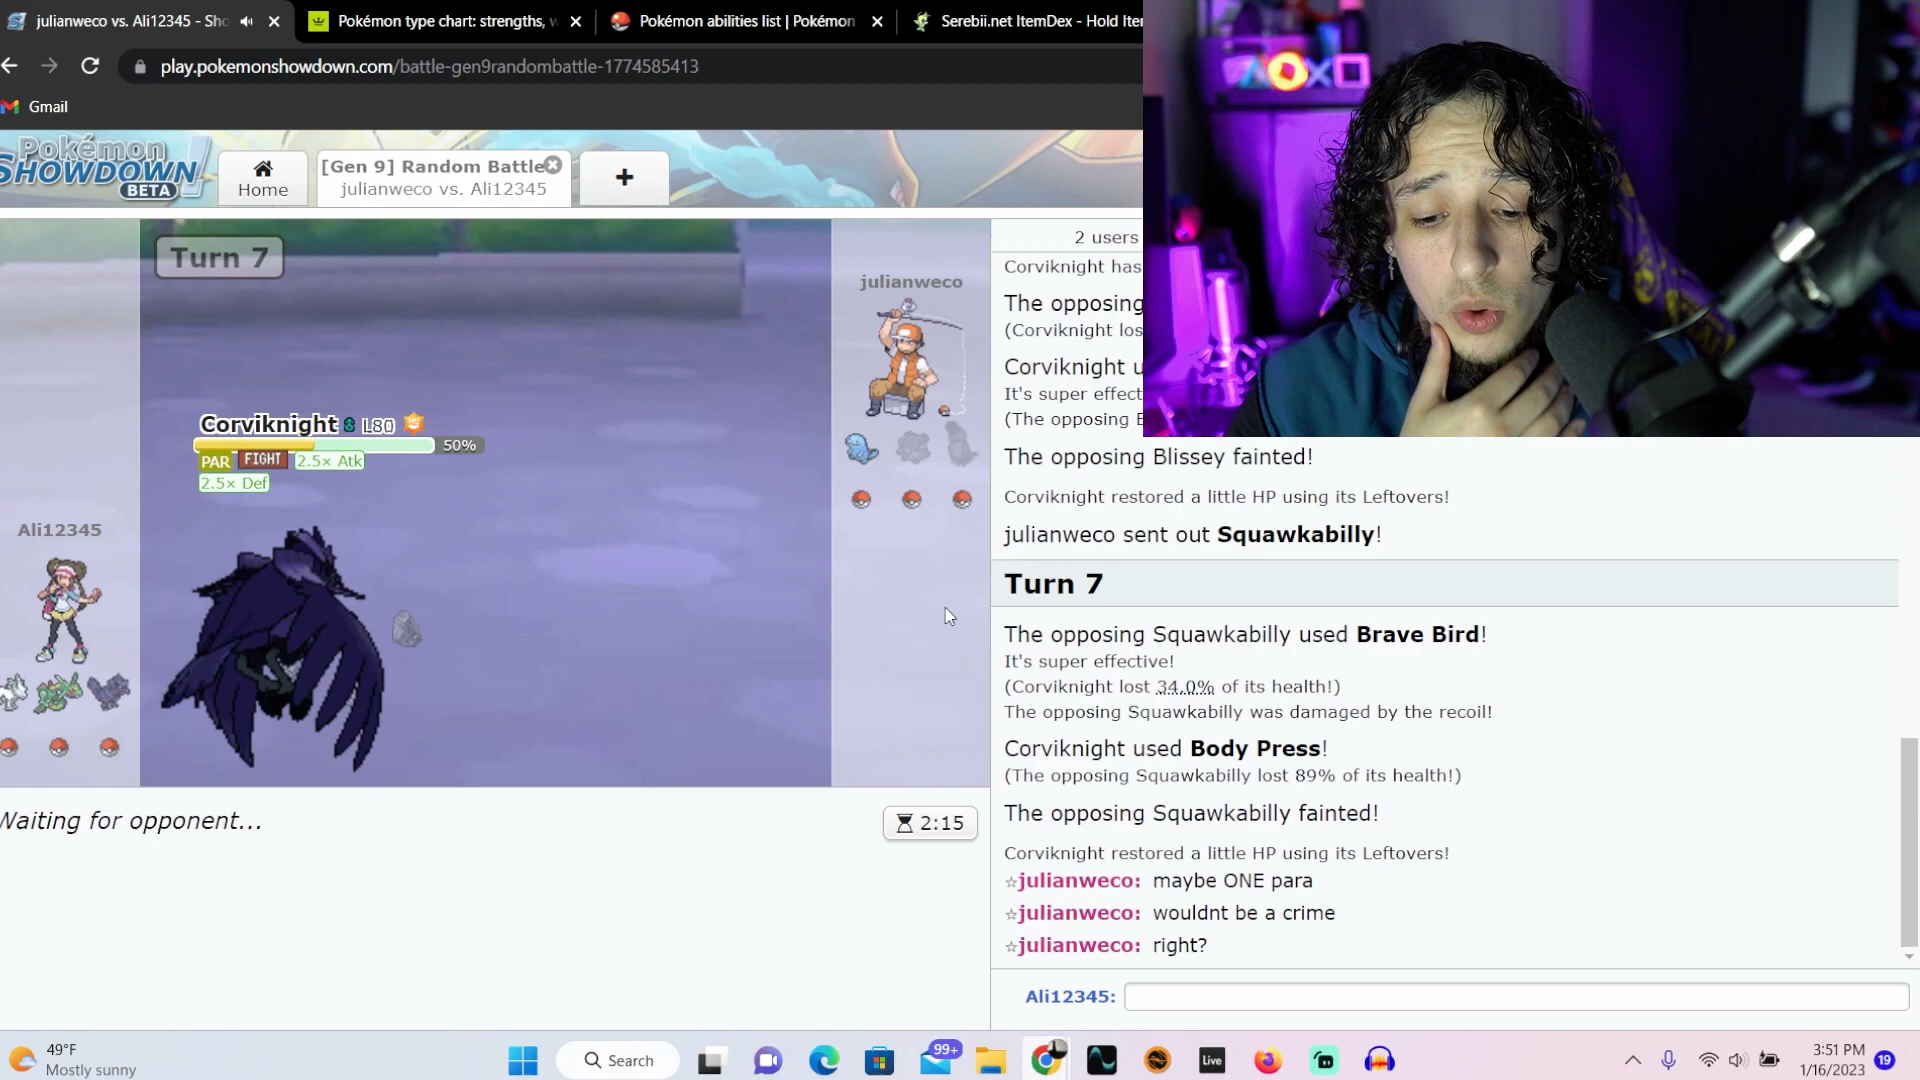 julianweco vs. Ali12345 - Sho
Pokémon type chart: strengths, w
Pokémon abilities list | Pokémon
Serebii.net ItemDex - Hold Ite
play.pokemonshowdown.com/battle-gen9randombattle-1774585413
Gmail
Pokémon
SHOWDOWN
BETA
Home
[Gen 9] Random Battle
julianweco vs. Ali12345
+
Turn 7
julianweco
Corviknight L80
50%
PAR FIGHT 2.5× Atk
2.5× Def
Ali12345
Waiting for opponent...
2:15
2 users
Corviknight has
The opposing
(Corviknight los
Corviknight u
It's super effect
(The opposing B
The opposing Blissey fainted!
Corviknight restored a little HP using its Leftovers!
julianweco sent out Squawkabilly!
Turn 7
The opposing Squawkabilly used Brave Bird!
It's super effective!
(Corviknight lost 34.0% of its health!)
The opposing Squawkabilly was damaged by the recoil!
Corviknight used Body Press!
(The opposing Squawkabilly lost 89% of its health!)
The opposing Squawkabilly fainted!
Corviknight restored a little HP using its Leftovers!
☆julianweco: maybe ONE para
☆julianweco: wouldnt be a crime
☆julianweco: right?
Ali12345:
49°F
Mostly sunny
Search
99+
Live
3:51 PM
1/16/2023
19